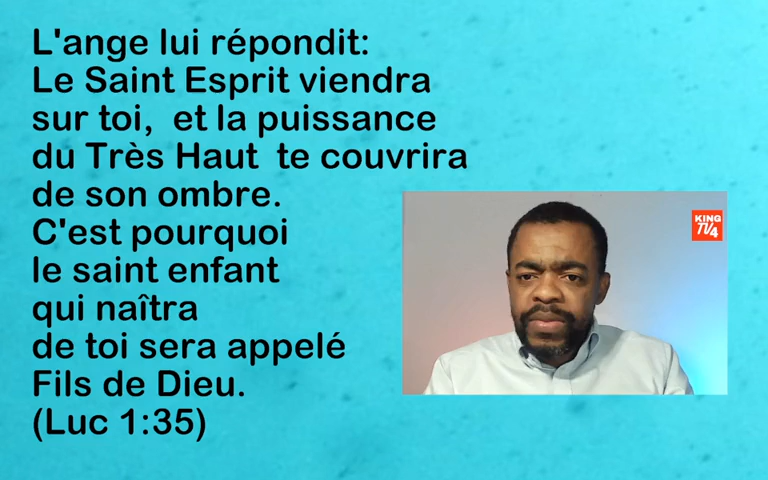 L'ange lui répondit:
Le Saint Esprit viendra
sur toi,  et la puissance
du Très Haut  te couvrira
de son ombre.
C'est pourquoi
le saint enfant
qui naîtra
de toi sera appelé
Fils de Dieu.
(Luc 1:35)
KING
TV4